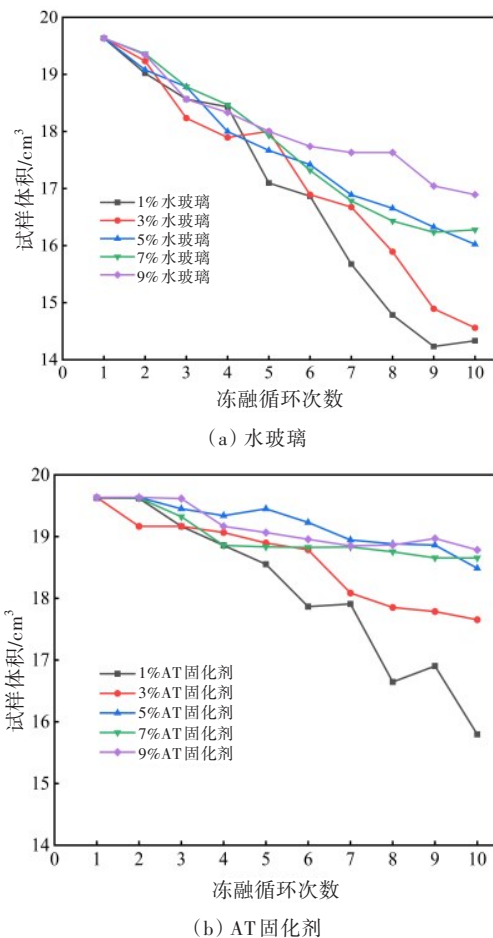 20
19
18
17
16
15
14
试样体积/cm³
1%水玻璃
3%水玻璃
5%水玻璃
7%水玻璃
9%水玻璃
0 1 2 3 4 5 6 7 8 9 10
冻融循环次数
(a) 水玻璃
20
19
18
17
16
15
14
试样体积/cm³
1%AT固化剂
3%AT固化剂
5%AT固化剂
7%AT固化剂
9%AT固化剂
0 1 2 3 4 5 6 7 8 9 10
冻融循环次数
(b) AT固化剂